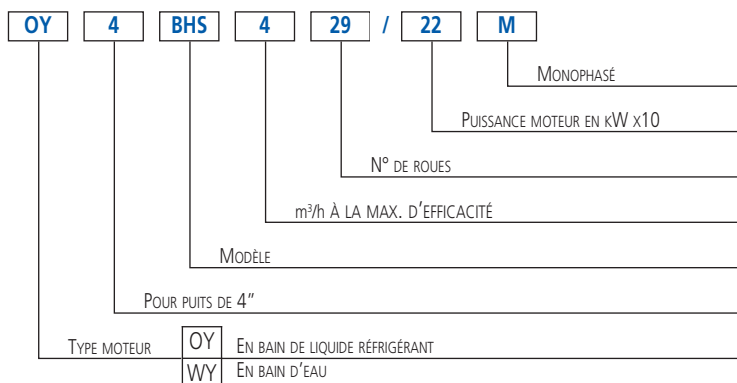 OY 4 BHS 4 29 / 22 M
Monophasé
Puissance moteur en kW x10
N° de roues
m³/h à la max. d'efficacité
Modèle
Pour puits de 4"
Type moteur OY En bain de liquide réfrigérant
WY En bain d'eau